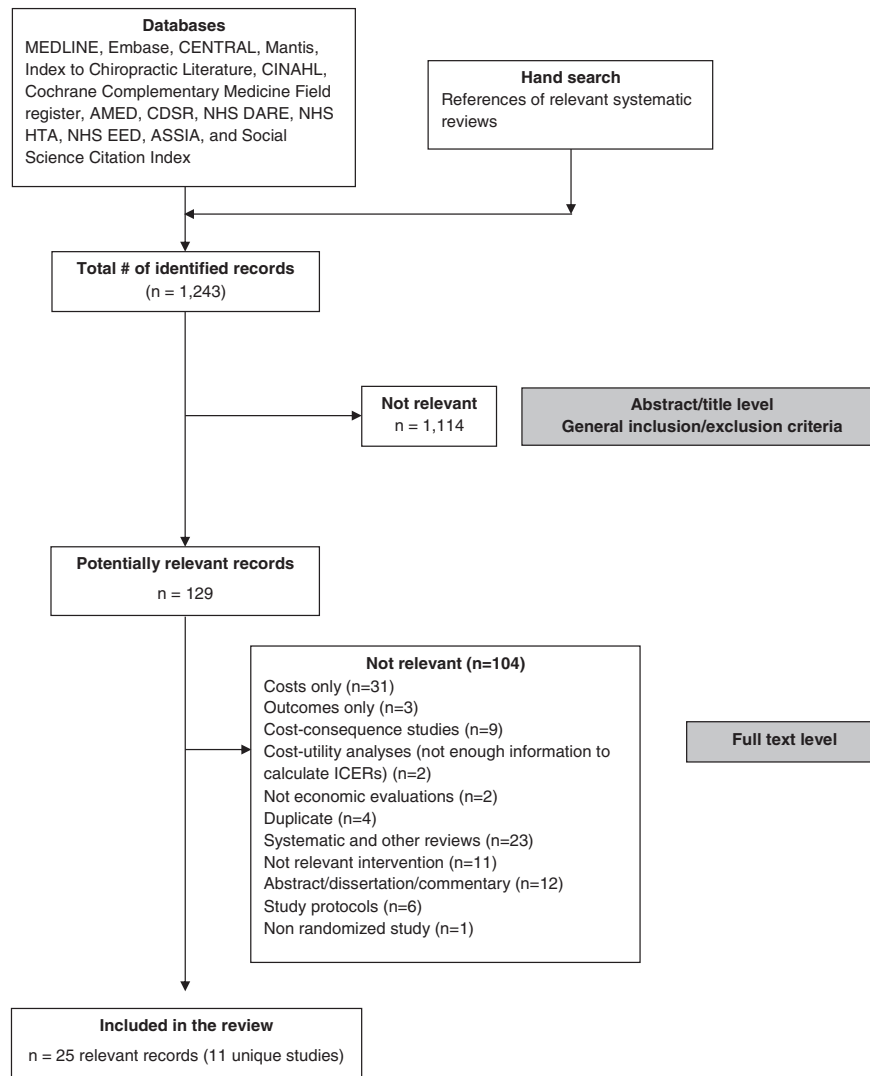 Databases
MEDLINE, Embase, CENTRAL, Mantis,
Index to Chiropractic Literature, CINAHL,
Cochrane Complementary Medicine Field
register, AMED, CDSR, NHS DARE, NHS
HTA, NHS EED, ASSIA, and Social
Science Citation Index
Hand search
References of relevant systematic
reviews
Total # of identified records
(n = 1,243)
Not relevant
n = 1,114
Abstract/title level
General inclusion/exclusion criteria
Potentially relevant records
n = 129
Not relevant (n=104)
Costs only (n=31)
Outcomes only (n=3)
Cost-consequence studies (n=9)
Cost-utility analyses (not enough information to
calculate ICERs) (n=2)
Not economic evaluations (n=2)
Duplicate (n=4)
Systematic and other reviews (n=23)
Not relevant intervention (n=11)
Abstract/dissertation/commentary (n=12)
Study protocols (n=6)
Non randomized study (n=1)
Full text level
Included in the review
n = 25 relevant records (11 unique studies)